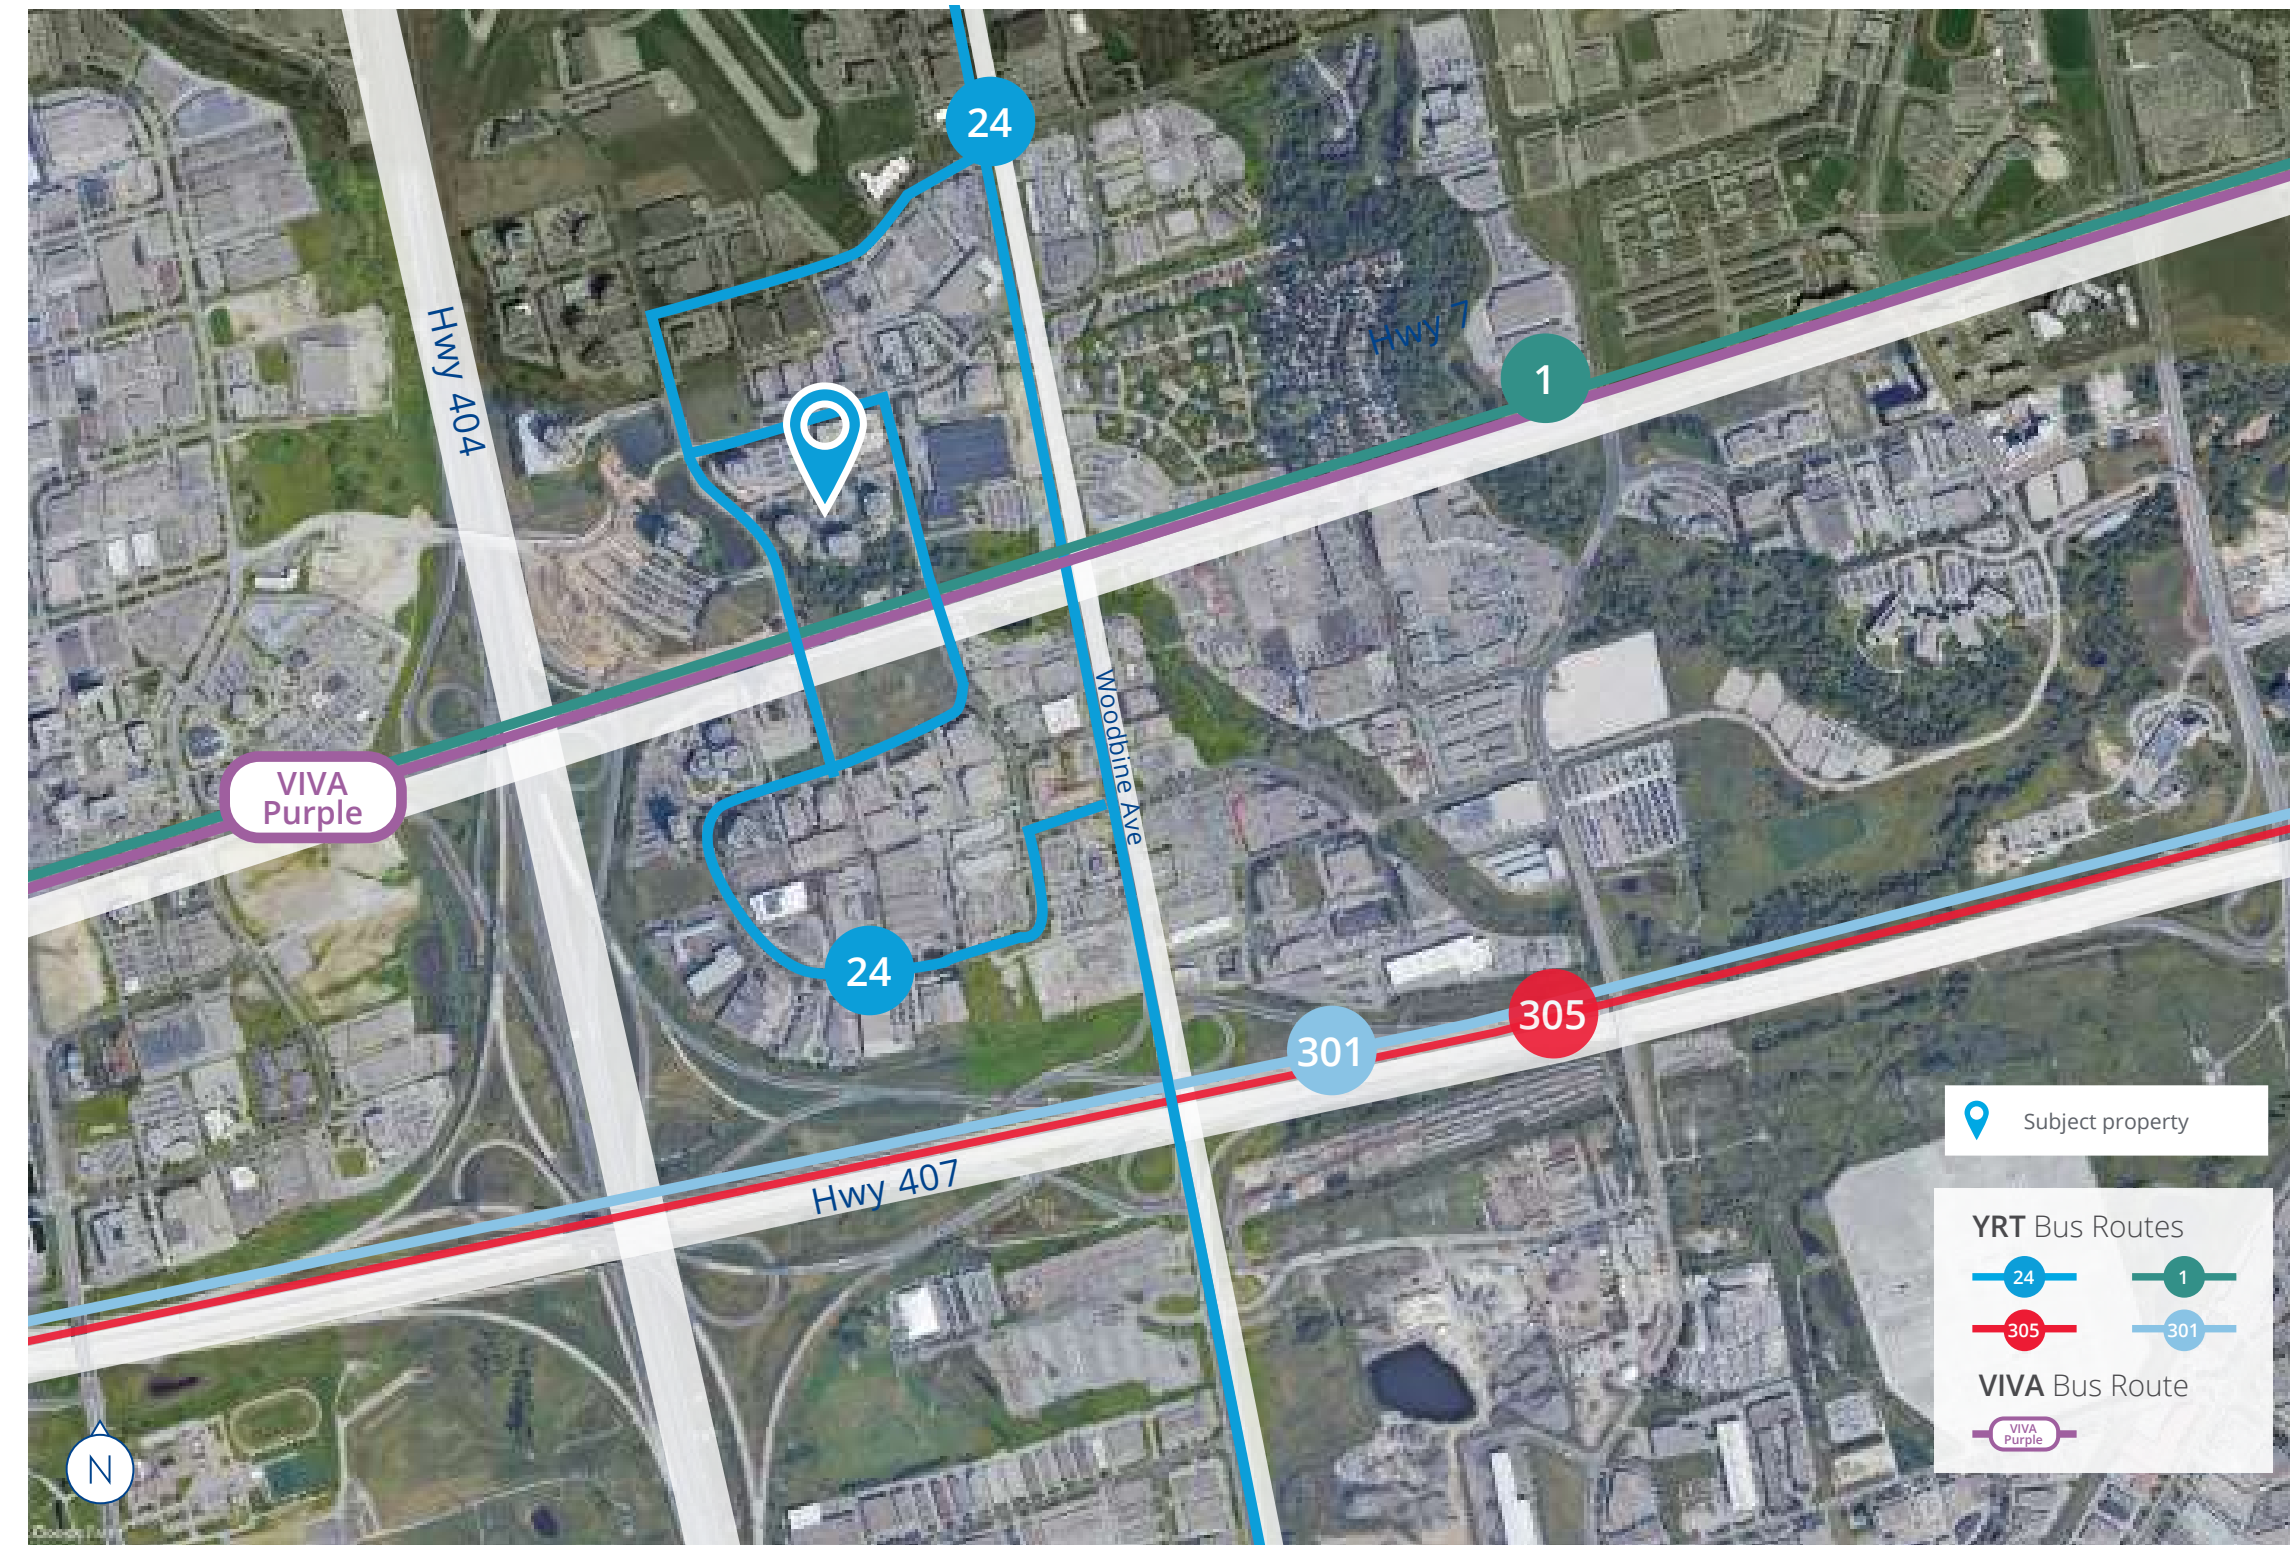 24
Hwy 404
Hwy 7
1
Woodbine Ave
VIVA
Purple
24
305
301
Hwy 407
Subject property
YRT Bus Routes
24
1
305
301
VIVA Bus Route
VIVA
Purple
N